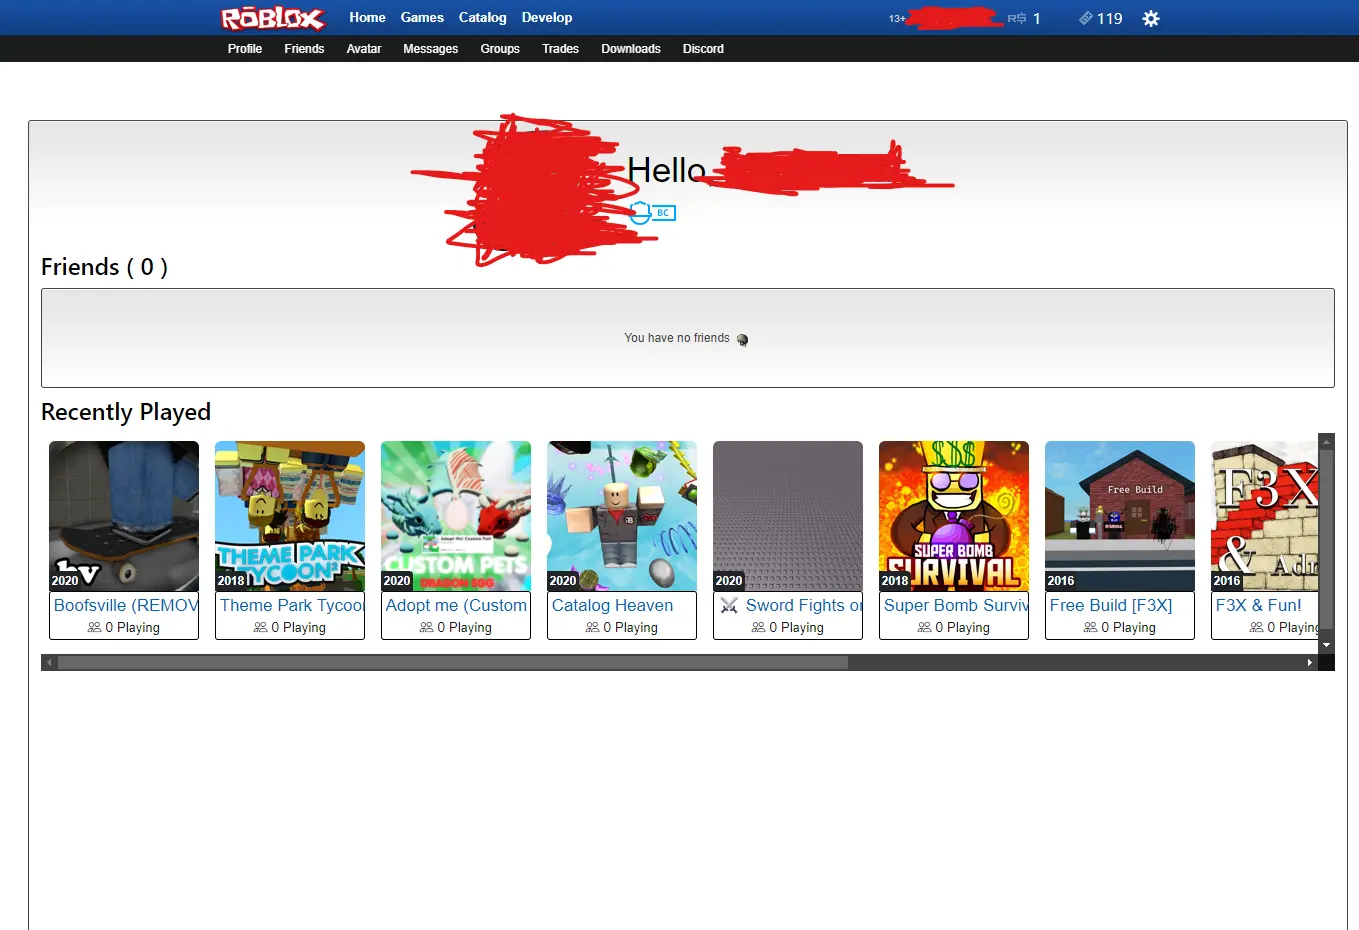 ROBLOX Home Games Catalog Develop 13+ R$ 1 119
Profile Friends Avatar Messages Groups Trades Downloads Discord
Hello
BC
Friends ( 0 )
You have no friends
Recently Played
2020
Boofsville (REMOV
0 Playing
THEME PARK TYCOON 2
2018
Theme Park Tycoo
0 Playing
Adopt Me! Custom Pets
CUSTOM PETS
DRAGON EGG
2020
Adopt me (Custom
0 Playing
2020
Catalog Heaven
0 Playing
2020
⚔ Sword Fights o
0 Playing
SUPER BOMB SURVIVAL
2018
Super Bomb Surviv
0 Playing
Free Build
2016
Free Build [F3X]
0 Playing
F3X
& Adr
2016
F3X & Fun!
0 Playing